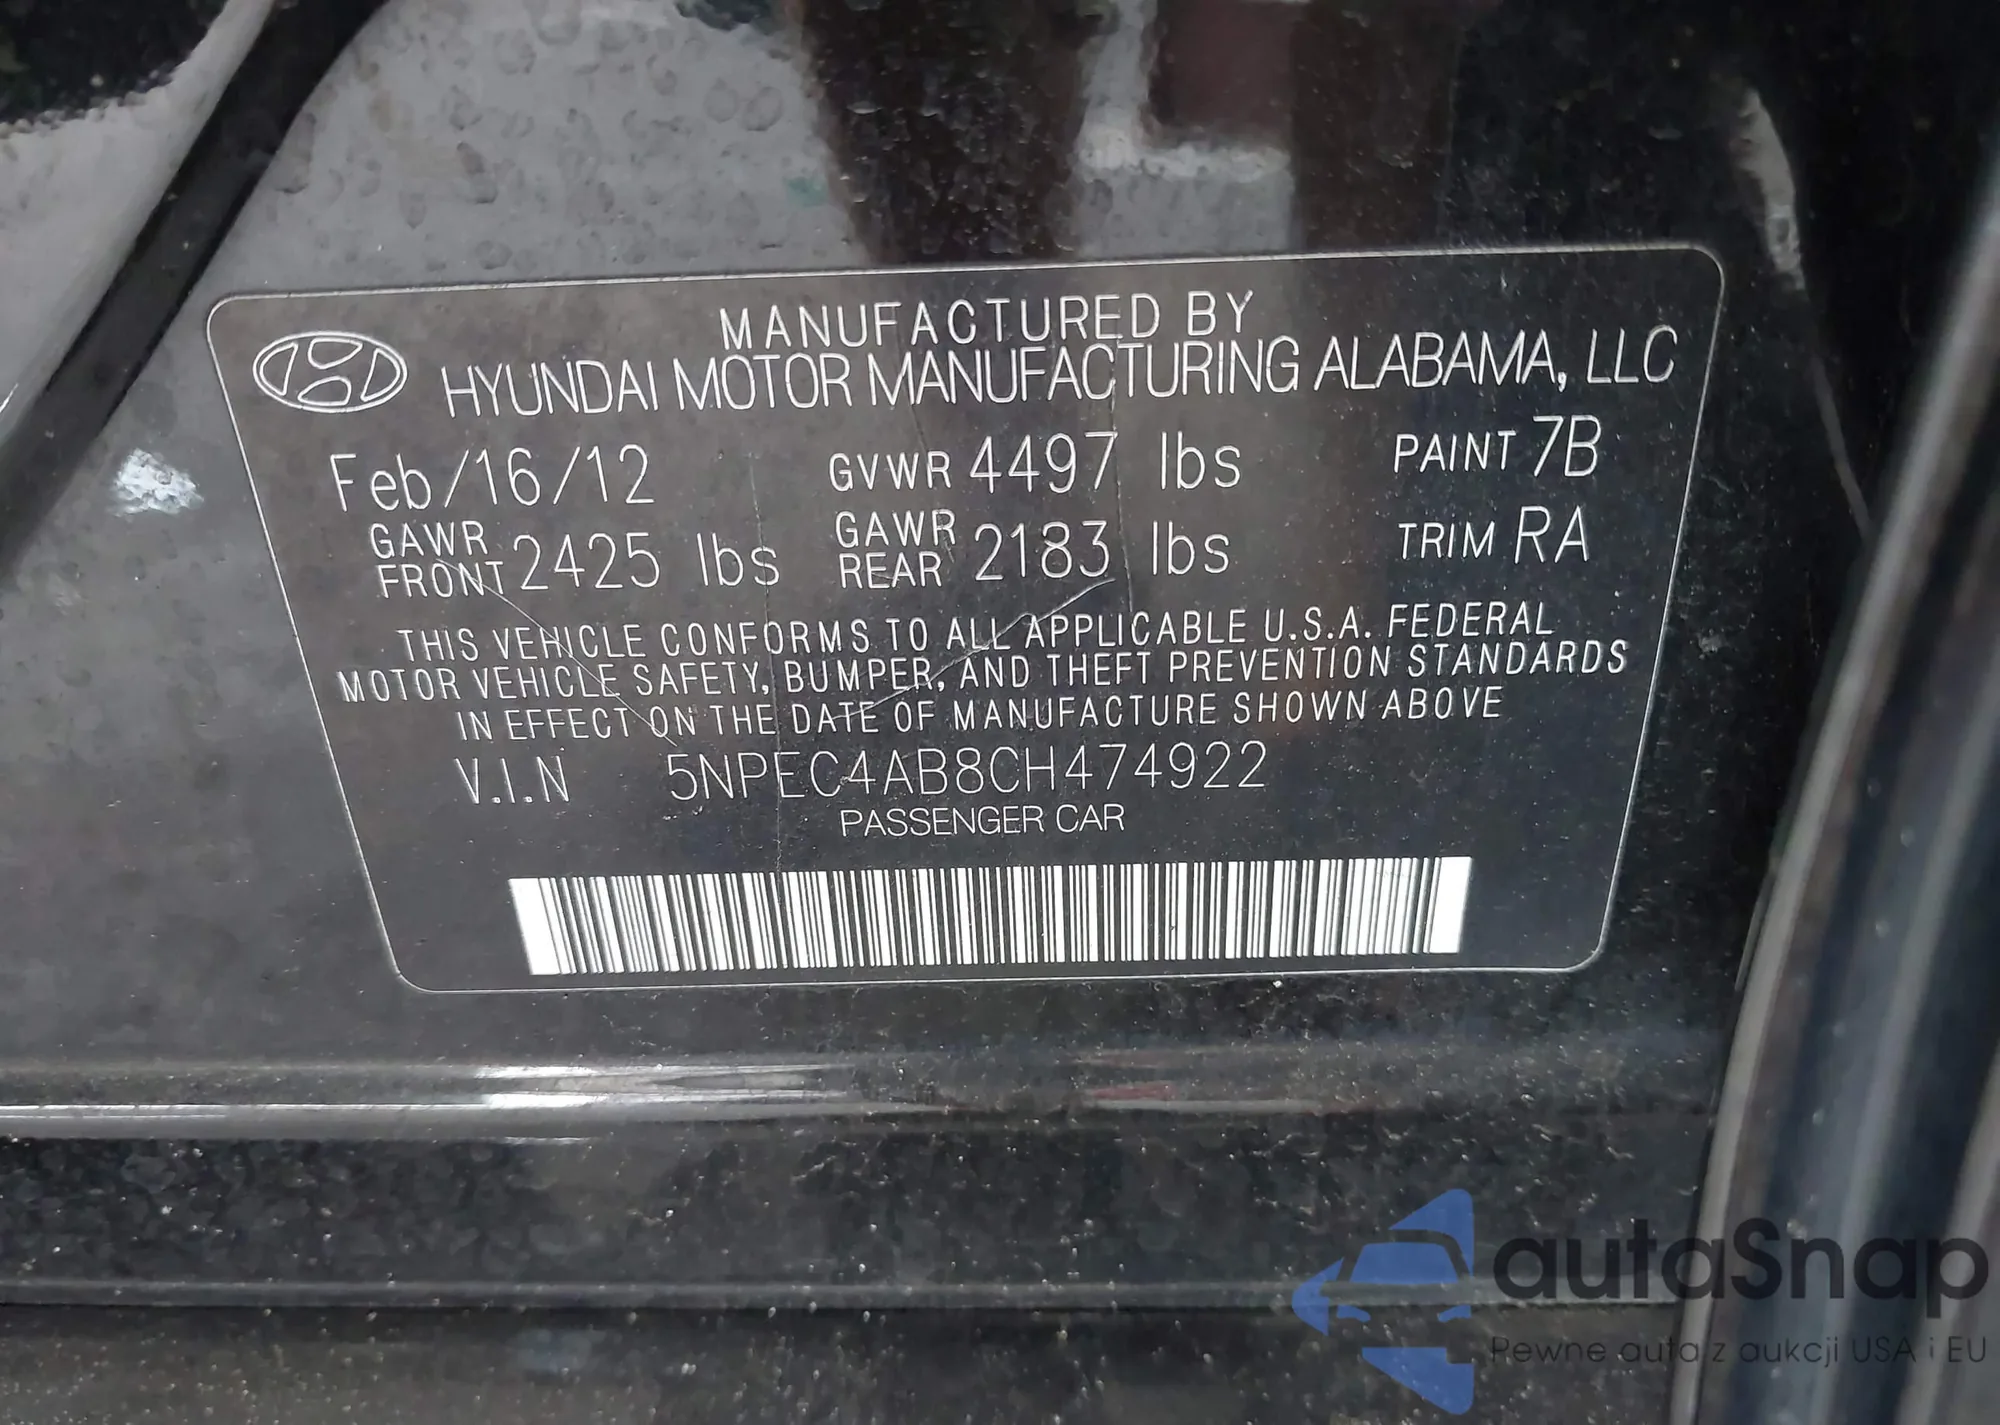 MANUFACTURED BY
HYUNDAI MOTOR MANUFACTURING ALABAMA, LLC
Feb/16/12 GVWR 4497 lbs PAINT 7B
GAWR FRONT 2425 lbs GAWR REAR 2183 lbs TRIM RA
THIS VEHICLE CONFORMS TO ALL APPLICABLE U.S.A. FEDERAL
MOTOR VEHICLE SAFETY, BUMPER, AND THEFT PREVENTION STANDARDS
IN EFFECT ON THE DATE OF MANUFACTURE SHOWN ABOVE
V.I.N 5NPEC4AB8CH474922
PASSENGER CAR
autaSnap
Pewne auta z aukcji USA i EU